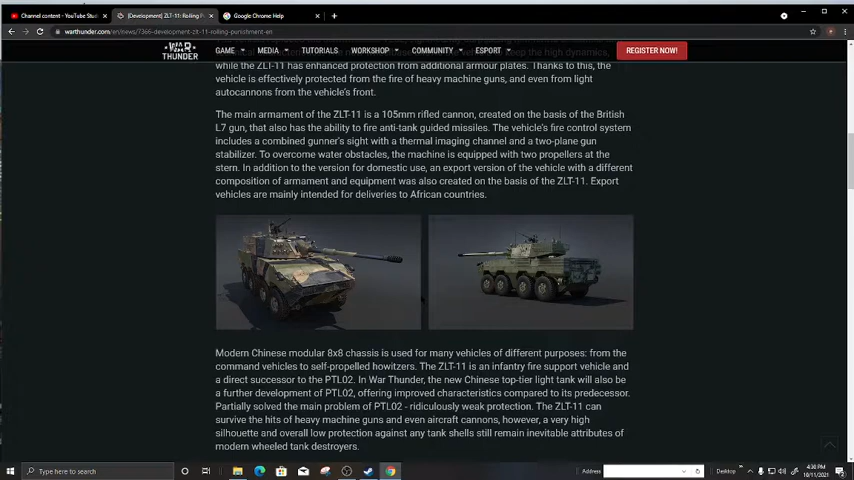 Channel content - YouTube Stud
[Development] ZLT-11: Rolling P
Google Chrome Help
warthunder.com/en/news/7366-development-zlt-11-rolling-punishment-en
WAR THUNDER
GAME MEDIA TUTORIALS WORKSHOP COMMUNITY ESPORT REGISTER NOW!
while the ZLT-11 has enhanced protection from additional armour plates. Thanks to this, the
vehicle is effectively protected from the fire of heavy machine guns, and even from light
autocannons from the vehicle's front.
The main armament of the ZLT-11 is a 105mm rifled cannon, created on the basis of the British
L7 gun, that also has the ability to fire anti-tank guided missiles. The vehicle's fire control system
includes a combined gunner's sight with a thermal imaging channel and a two-plane gun
stabilizer. To overcome water obstacles, the machine is equipped with two propellers at the
stern. In addition to the version for domestic use, an export version of the vehicle with a different
composition of armament and equipment was also created on the basis of the ZLT-11. Export
vehicles are mainly intended for deliveries to African countries.
Modern Chinese modular 8x8 chassis is used for many vehicles of different purposes: from the
command vehicles to self-propelled howitzers. The ZLT-11 is an infantry fire support vehicle and
a direct successor to the PTL02. In War Thunder, the new Chinese top-tier light tank will also be
a further development of PTL02, offering improved characteristics compared to its predecessor.
Partially solved the main problem of PTL02 - ridiculously weak protection. The ZLT-11 can
survive the hits of heavy machine guns and even aircraft cannons, however, a very high
silhouette and overall low protection against any tank shells still remain inevitable attributes of
modern wheeled tank destroyers.
Type here to search
Address
Desktop
4:30 PM
10/11/2021